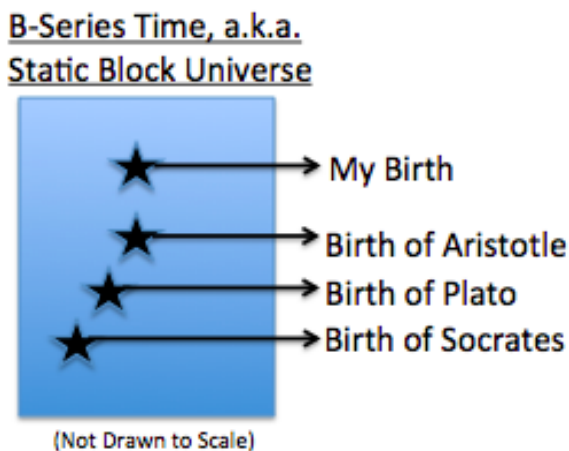 B-Series Time, a.k.a.
Static Block Universe
My Birth
Birth of Aristotle
Birth of Plato
Birth of Socrates
(Not Drawn to Scale)